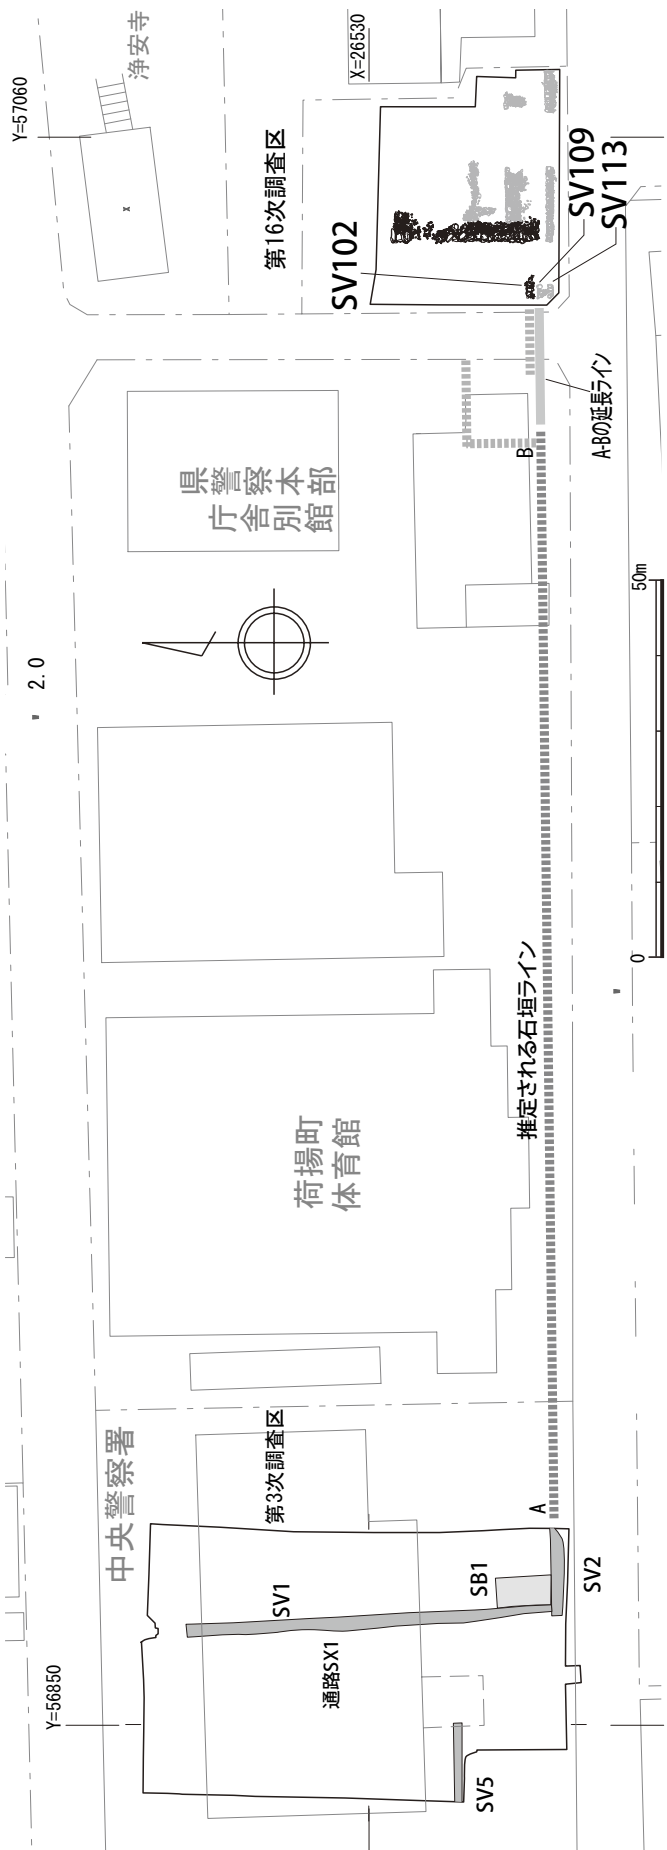 Y=57060
浄安寺
X=26530
第16次調査区
SV102
SV109
SV113
県警察本部
庁舎別館
A-Bの延長ライン
B
2.0
50m
0
推定される石垣ライン
荷揚町
体育館
中央警察署
第3次調査区
A
SV1
SB1
SV2
通路SX1
Y=56850
SV5